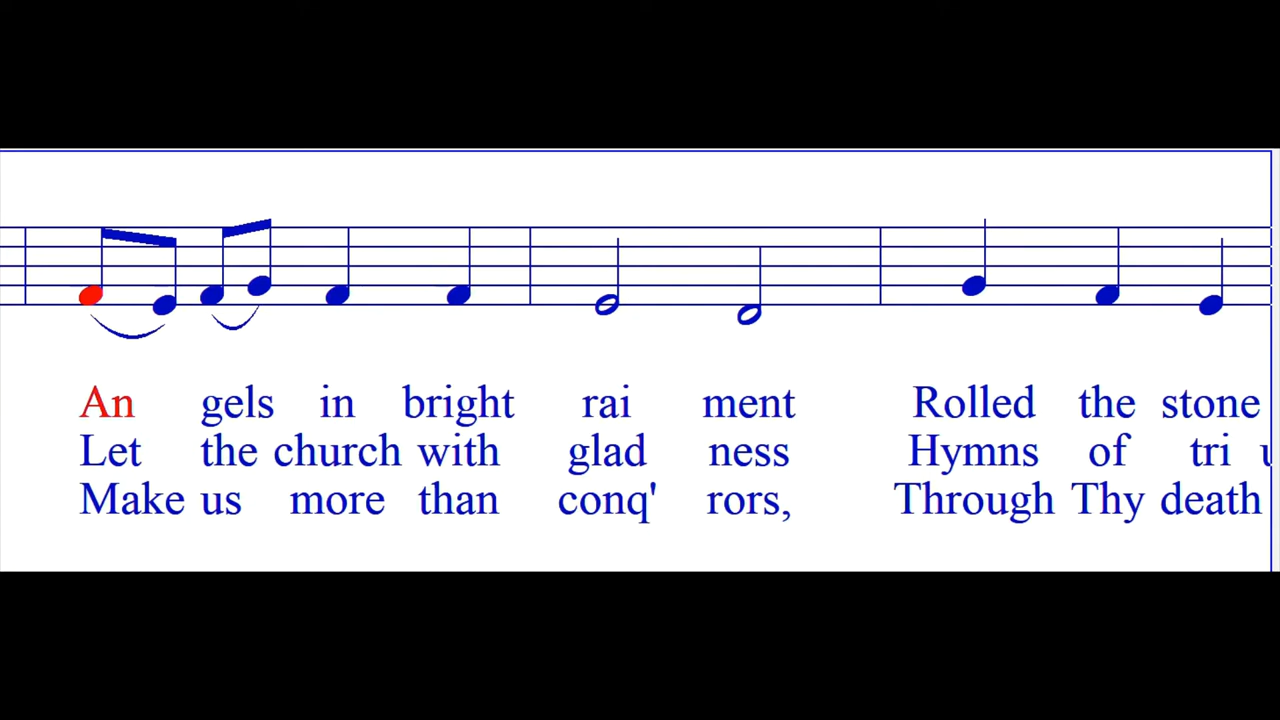 An gels in bright rai ment Rolled the stone
Let the church with glad ness Hymns of tri
Make us more than conq' rors, Through Thy death